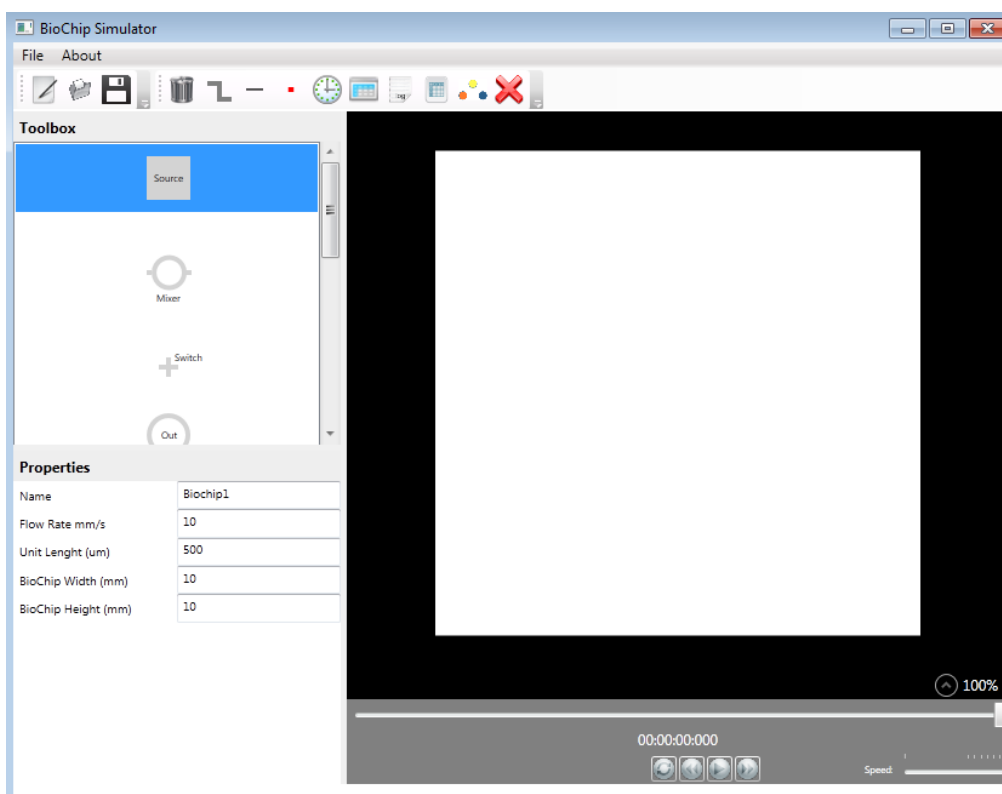 BioChip Simulator
File About
Toolbox
Source
Mixer
Switch
Out
Properties
Name Biochip1
Flow Rate mm/s 10
Unit Lenght (um) 500
BioChip Width (mm) 10
BioChip Height (mm) 10
100%
00:00:00:000
Speed: